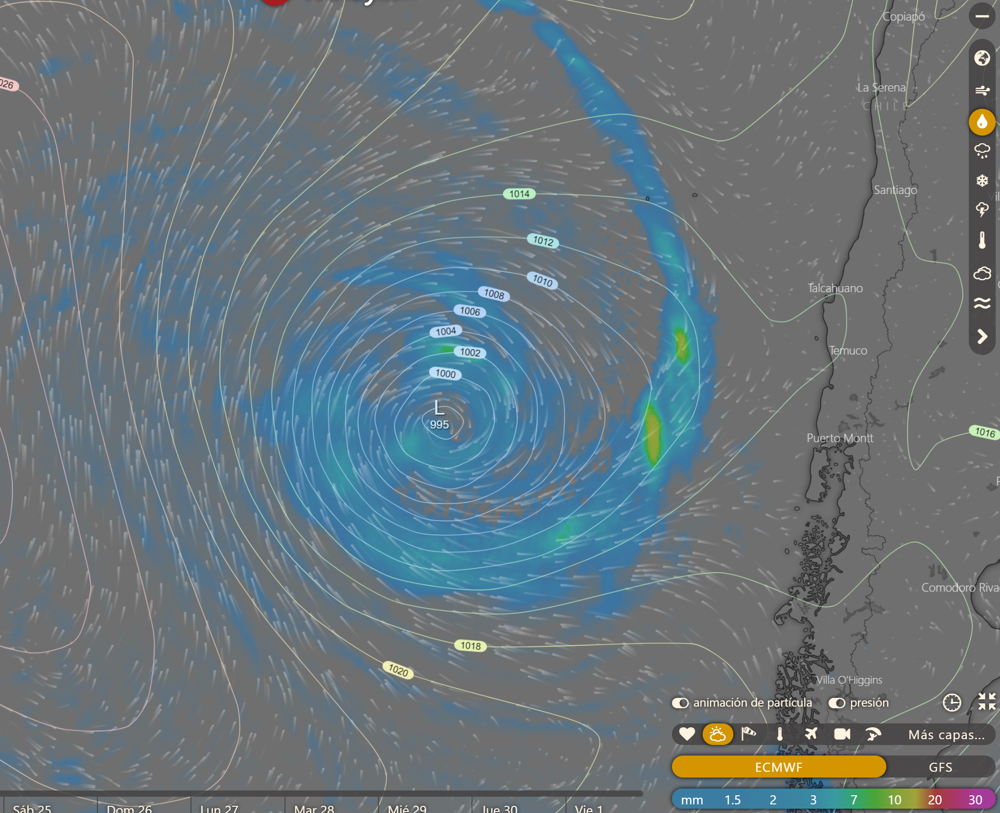 Copiapó
026
La Serena
CHILE
Santiago
1014
1012
1010
1008
1006
1004
1002
1000
L
995
Talcahuano
Temuco
Puerto Montt
1016
Comodoro Riva
1018
1020
Villa O'Higgins
animación de partícula
presión
Más capas...
ECMWF
GFS
mm 1.5 2 3 7 10 20 30
Sáb 25 Dom 26 Lun 27 Mar 28 Mié 29 Jue 30 Vie 1